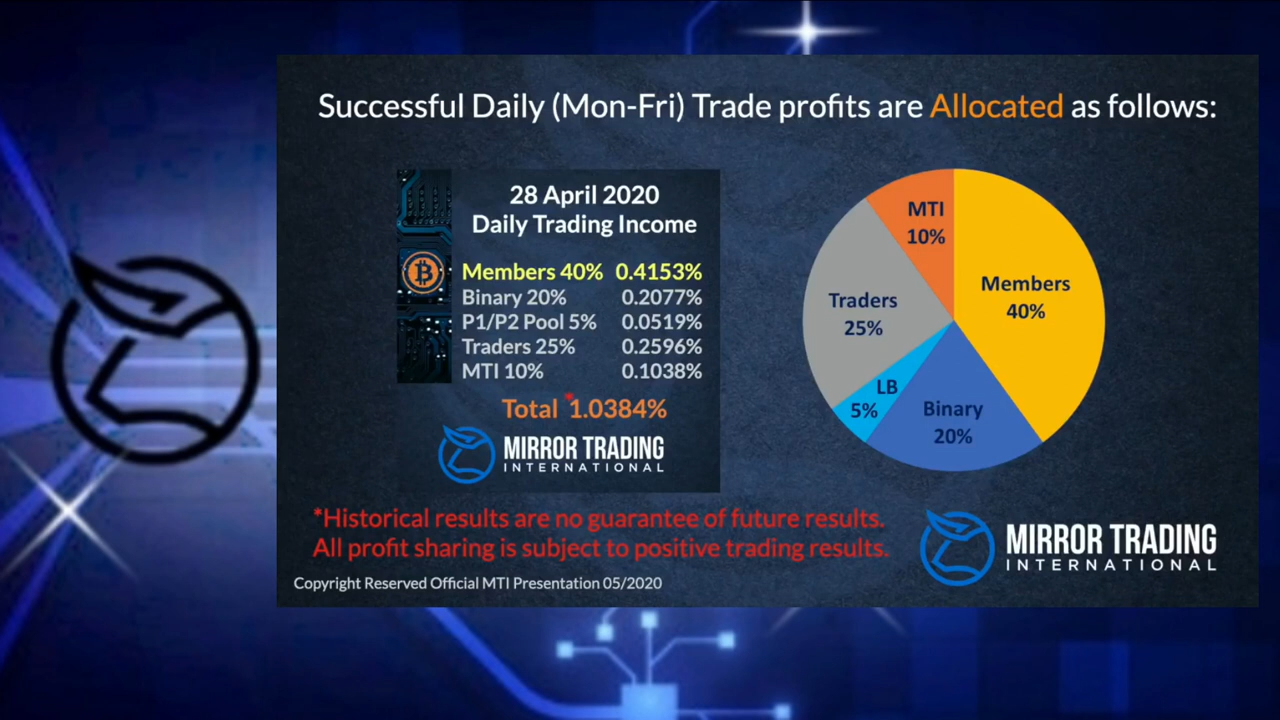 Successful Daily (Mon-Fri) Trade profits are Allocated as follows:
28 April 2020
Daily Trading Income
Members 40% 0.4153%
Binary 20% 0.2077%
P1/P2 Pool 5% 0.0519%
Traders 25% 0.2596%
MTI 10% 0.1038%
Total *1.0384%
MIRROR TRADING
INTERNATIONAL
MTI
10%
Members
40%
Traders
25%
LB
5%
Binary
20%
*Historical results are no guarantee of future results.
All profit sharing is subject to positive trading results.
MIRROR TRADING
INTERNATIONAL
Copyright Reserved Official MTI Presentation 05/2020